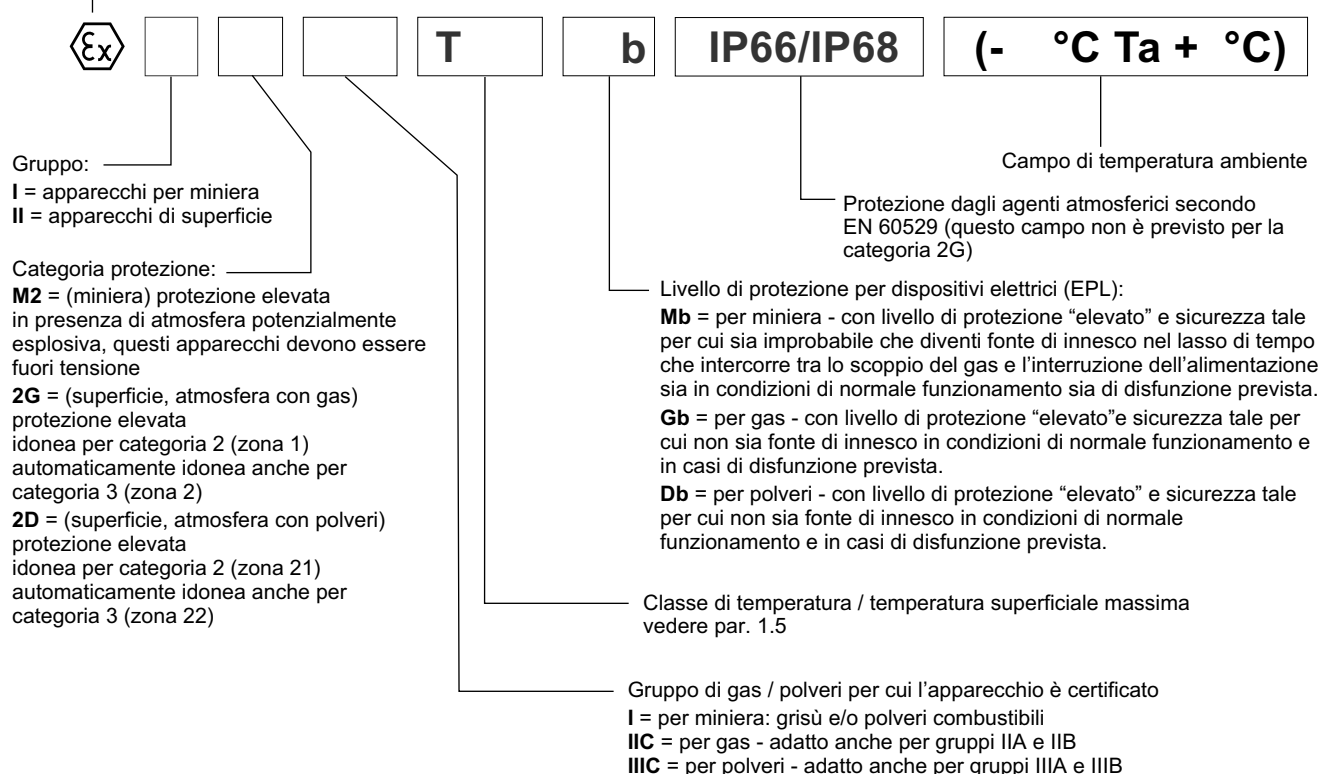 Ex T b IP66/IP68 (- °C Ta + °C)
Gruppo:
I = apparecchi per miniera
II = apparecchi di superficie
Categoria protezione:
M2 = (miniera) protezione elevata
in presenza di atmosfera potenzialmente
esplosiva, questi apparecchi devono essere
fuori tensione
2G = (superficie, atmosfera con gas)
protezione elevata
idonea per categoria 2 (zona 1)
automaticamente idonea anche per
categoria 3 (zona 2)
2D = (superficie, atmosfera con polveri)
protezione elevata
idonea per categoria 2 (zona 21)
automaticamente idonea anche per
categoria 3 (zona 22)
Campo di temperatura ambiente
Protezione dagli agenti atmosferici secondo
EN 60529 (questo campo non è previsto per la
categoria 2G)
Livello di protezione per dispositivi elettrici (EPL):
Mb = per miniera - con livello di protezione “elevato” e sicurezza tale
per cui sia improbabile che diventi fonte di innesco nel lasso di tempo
che intercorre tra lo scoppio del gas e l’interruzione dell’alimentazione
sia in condizioni di normale funzionamento sia di disfunzione prevista.
Gb = per gas - con livello di protezione “elevato”e sicurezza tale per
cui non sia fonte di innesco in condizioni di normale funzionamento e
in casi di disfunzione prevista.
Db = per polveri - con livello di protezione “elevato” e sicurezza tale
per cui non sia fonte di innesco in condizioni di normale
funzionamento e in casi di disfunzione prevista.
Classe di temperatura / temperatura superficiale massima
vedere par. 1.5
Gruppo di gas / polveri per cui l’apparecchio è certificato
I = per miniera: grisù e/o polveri combustibili
IIC = per gas - adatto anche per gruppi IIA e IIB
IIIC = per polveri - adatto anche per gruppi IIIA e IIIB